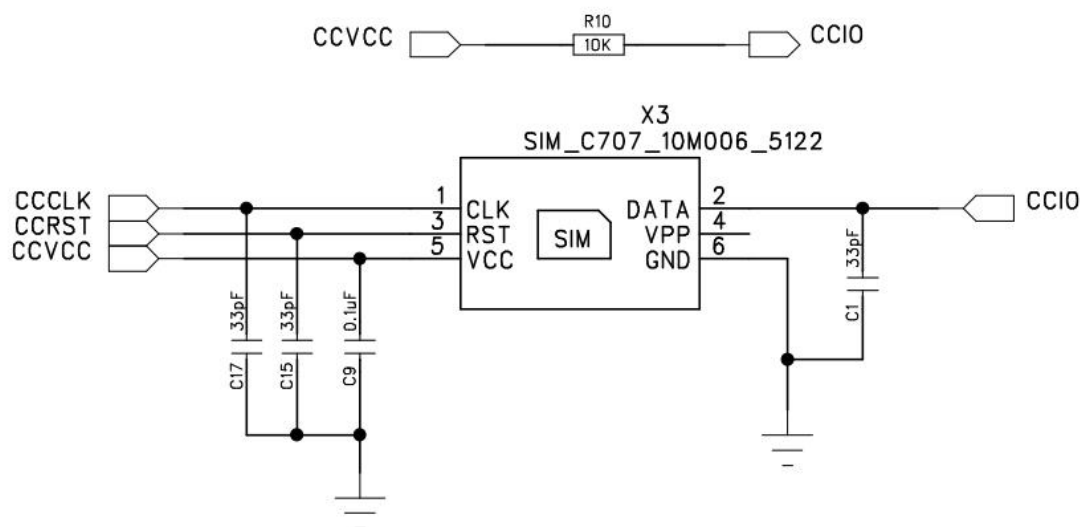 R10
CCVCC 10K CCIO
X3
SIM_C707_10M006_5122
CCCLK 1 CLK DATA 2 CCIO
CCRST 3 RST SIM VPP 4
CCVCC 5 VCC GND 6
33pF
C17
33pF
C15
0.1uF
C9
33pF
C1